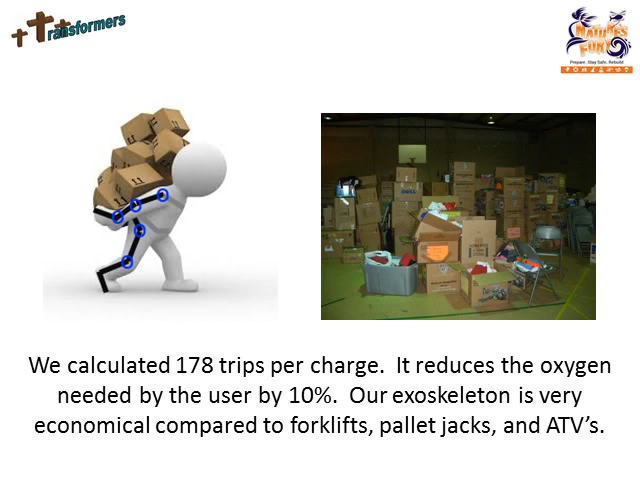 Transformers
NATURE'S
FURY
Prepare. Stay Safe. Rebuild.
We calculated 178 trips per charge.  It reduces the oxygen
needed by the user by 10%.  Our exoskeleton is very
economical compared to forklifts, pallet jacks, and ATV's.